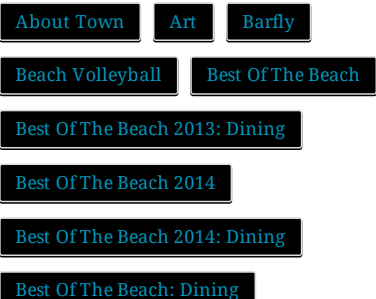 About Town Art Barfly
Beach Volleyball Best Of The Beach
Best Of The Beach 2013: Dining
Best Of The Beach 2014
Best Of The Beach 2014: Dining
Best Of The Beach: Dining